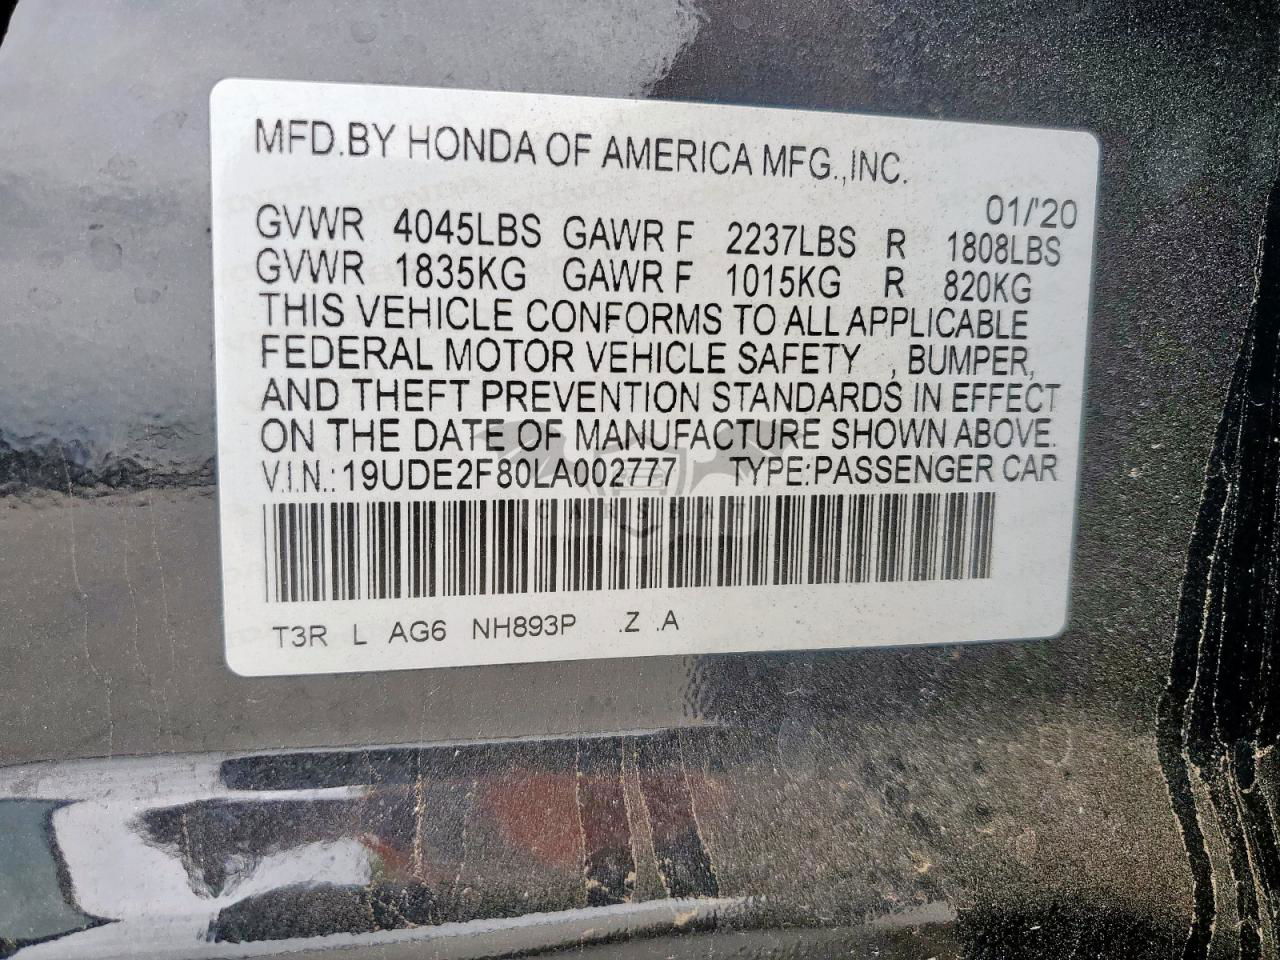 MFD.BY HONDA OF AMERICA MFG.,INC.
01/'20
GVWR 4045LBS GAWR F 2237LBS R 1808LBS
GVWR 1835KG GAWR F 1015KG R 820KG
THIS VEHICLE CONFORMS TO ALL APPLICABLE
FEDERAL MOTOR VEHICLE SAFETY , BUMPER,
AND THEFT PREVENTION STANDARDS IN EFFECT
ON THE DATE OF MANUFACTURE SHOWN ABOVE.
V.I.N.: 19UDE2F80LA002777 TYPE:PASSENGER CAR
T3R L AG6 NH893P .Z .A